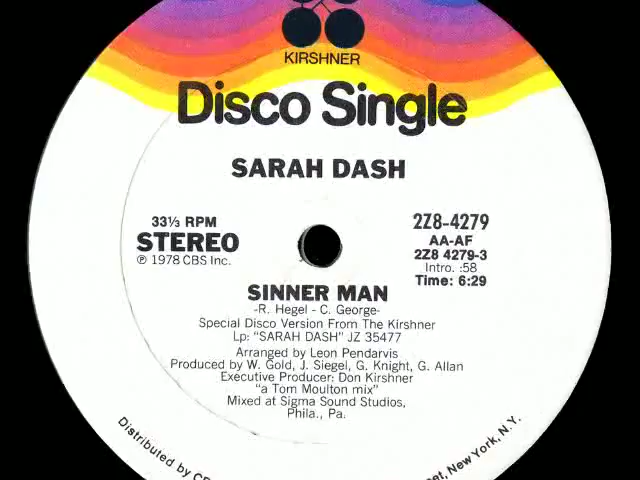 KIRSHNER
Disco Single
SARAH DASH
33⅓ RPM
STEREO
℗ 1978 CBS Inc.
2Z8-4279
AA-AF
2Z8 4279-3
Intro. :58
Time: 6:29
SINNER MAN
-R. Hegel - C. George-
Special Disco Version From The Kirshner
Lp: "SARAH DASH" JZ 35477
Arranged by Leon Pendarvis
Produced by W. Gold, J. Siegel, G. Knight, G. Allan
Executive Producer: Don Kirshner
"a Tom Moulton mix"
Mixed at Sigma Sound Studios,
Phila., Pa.
Distributed by New York, N.Y.